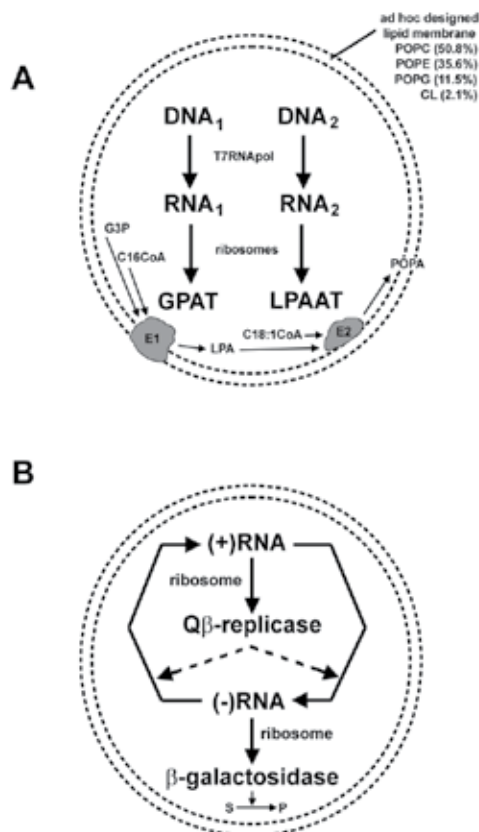 A
ad hoc designed
lipid membrane
POPC (50.8%)
POPE (35.6%)
POPG (11.5%)
CL (2.1%)
DNA₁ DNA₂
T7RNApol
RNA₁ RNA₂
G3P
C16CoA
ribosomes
POPA
GPAT LPAAT
E1
C18:1CoA
E2
LPA
B
(+)RNA
ribosome
Qβ-replicase
(-)RNA
ribosome
β-galactosidase
S P